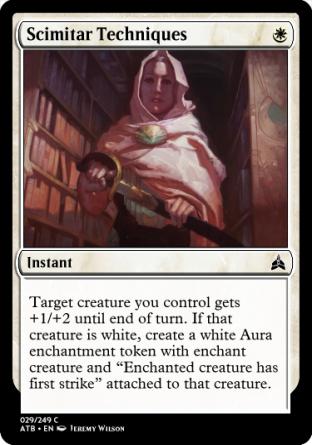 Scimitar Techniques
Instant
Target creature you control gets
+1/+2 until end of turn. If that
creature is white, create a white Aura
enchantment token with enchant
creature and “Enchanted creature has
first strike” attached to that creature.
029/249 C
ATB • EN Jeremy Wilson